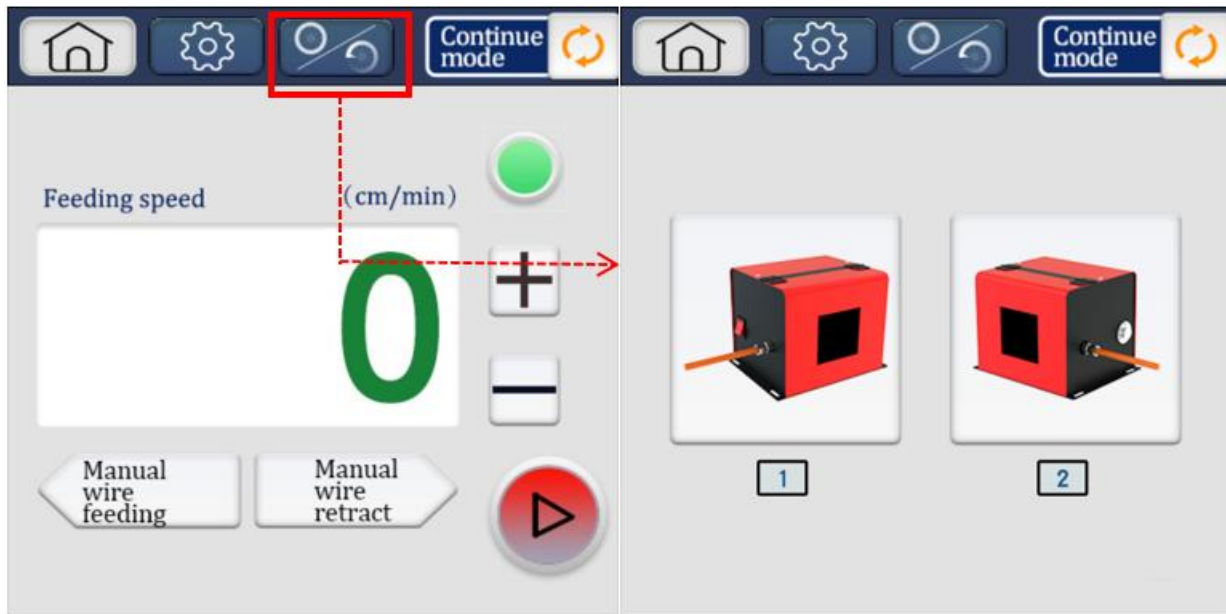 Continue
mode
Feeding speed
(cm/min)
0
Manual
wire
feeding
Manual
wire
retract
Continue
mode
1
2